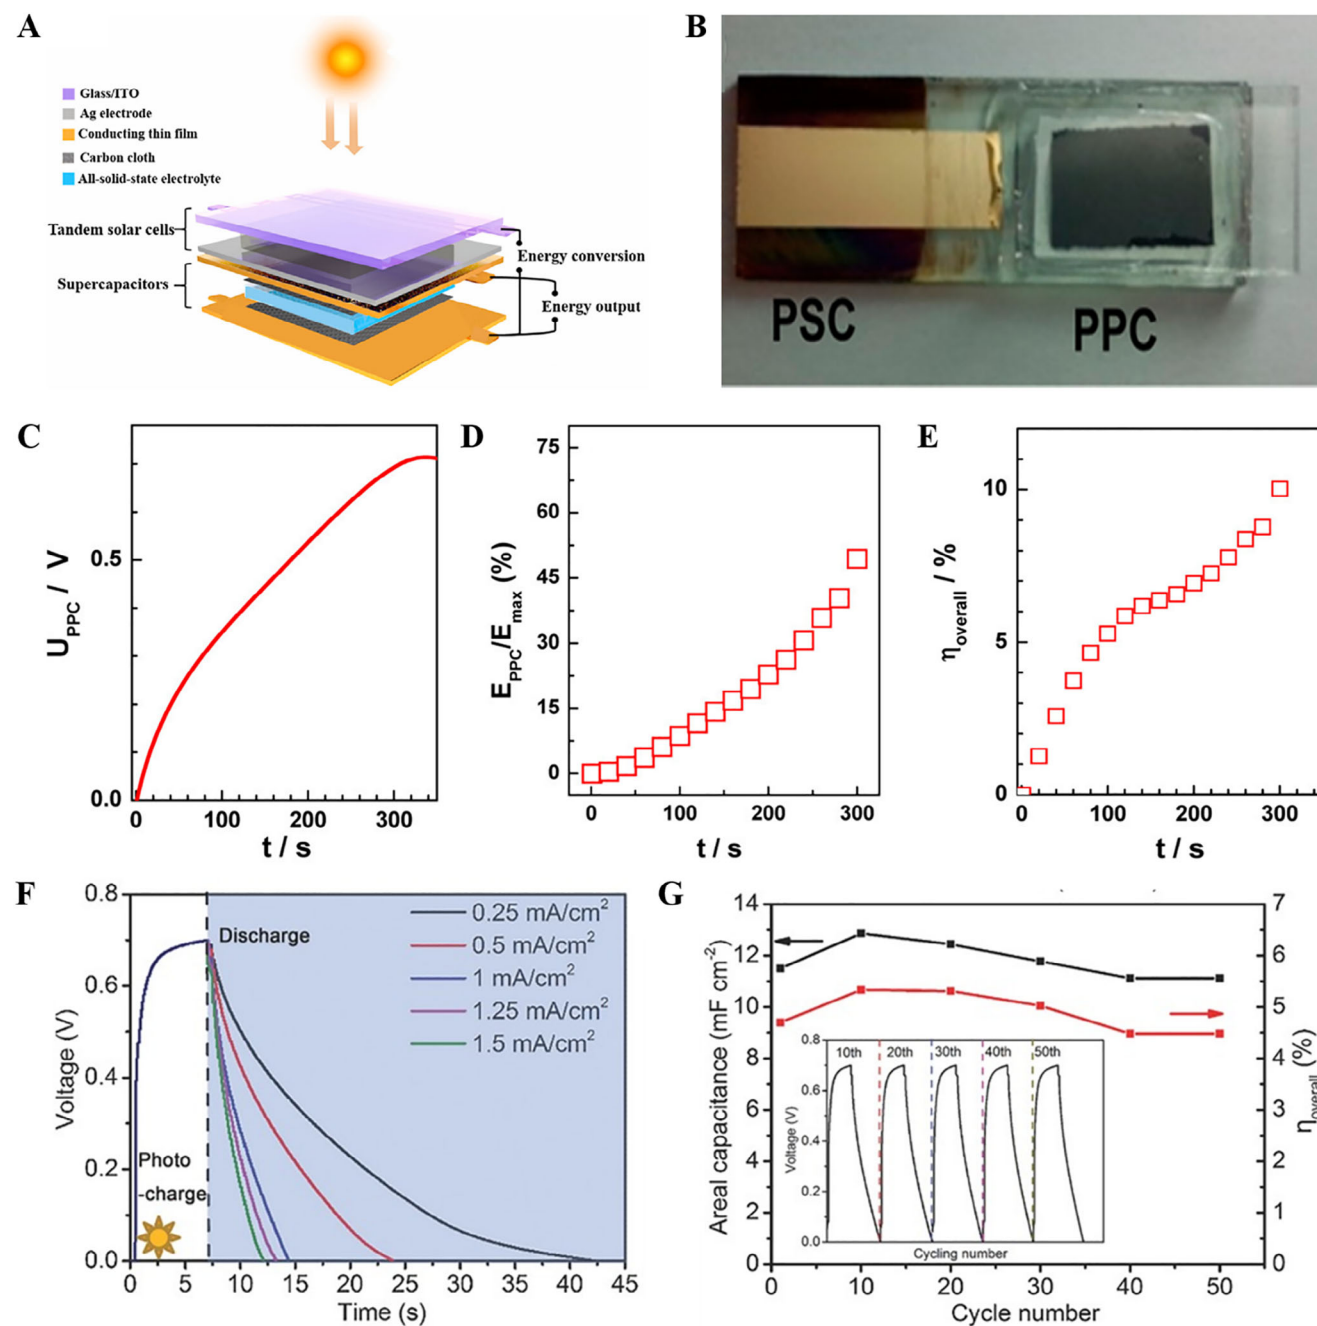 A
Glass/ITO
Ag electrode
Conducting thin film
Carbon cloth
All-solid-state electrolyte
Tandem solar cells
Supercapacitors
Energy conversion
Energy output
B
PSC
PPC
C
U_PPC / V
0.5
0.0
0 100 200 300
t / s
D
E_PPC/E_max (%)
75
60
45
30
15
0
0 100 200 300
t / s
E
η_overall / %
10
5
0
0 100 200 300
t / s
F
Voltage (V)
0.8
0.6
0.4
0.2
0.0
Discharge
0.25 mA/cm²
0.5 mA/cm²
1 mA/cm²
1.25 mA/cm²
1.5 mA/cm²
Photo
-charge
5 10 15 20 25 30 35 40 45
Time (s)
G
Areal capacitance (mF cm⁻²)
14
12
10
8
6
4
2
0
7
6
5
4
3
2
1
0
η_overall (%)
Voltage (V)
0.8
0.6
0.4
0.2
0.0
10th 20th 30th 40th 50th
Cycling number
0 10 20 30 40 50
Cycle number